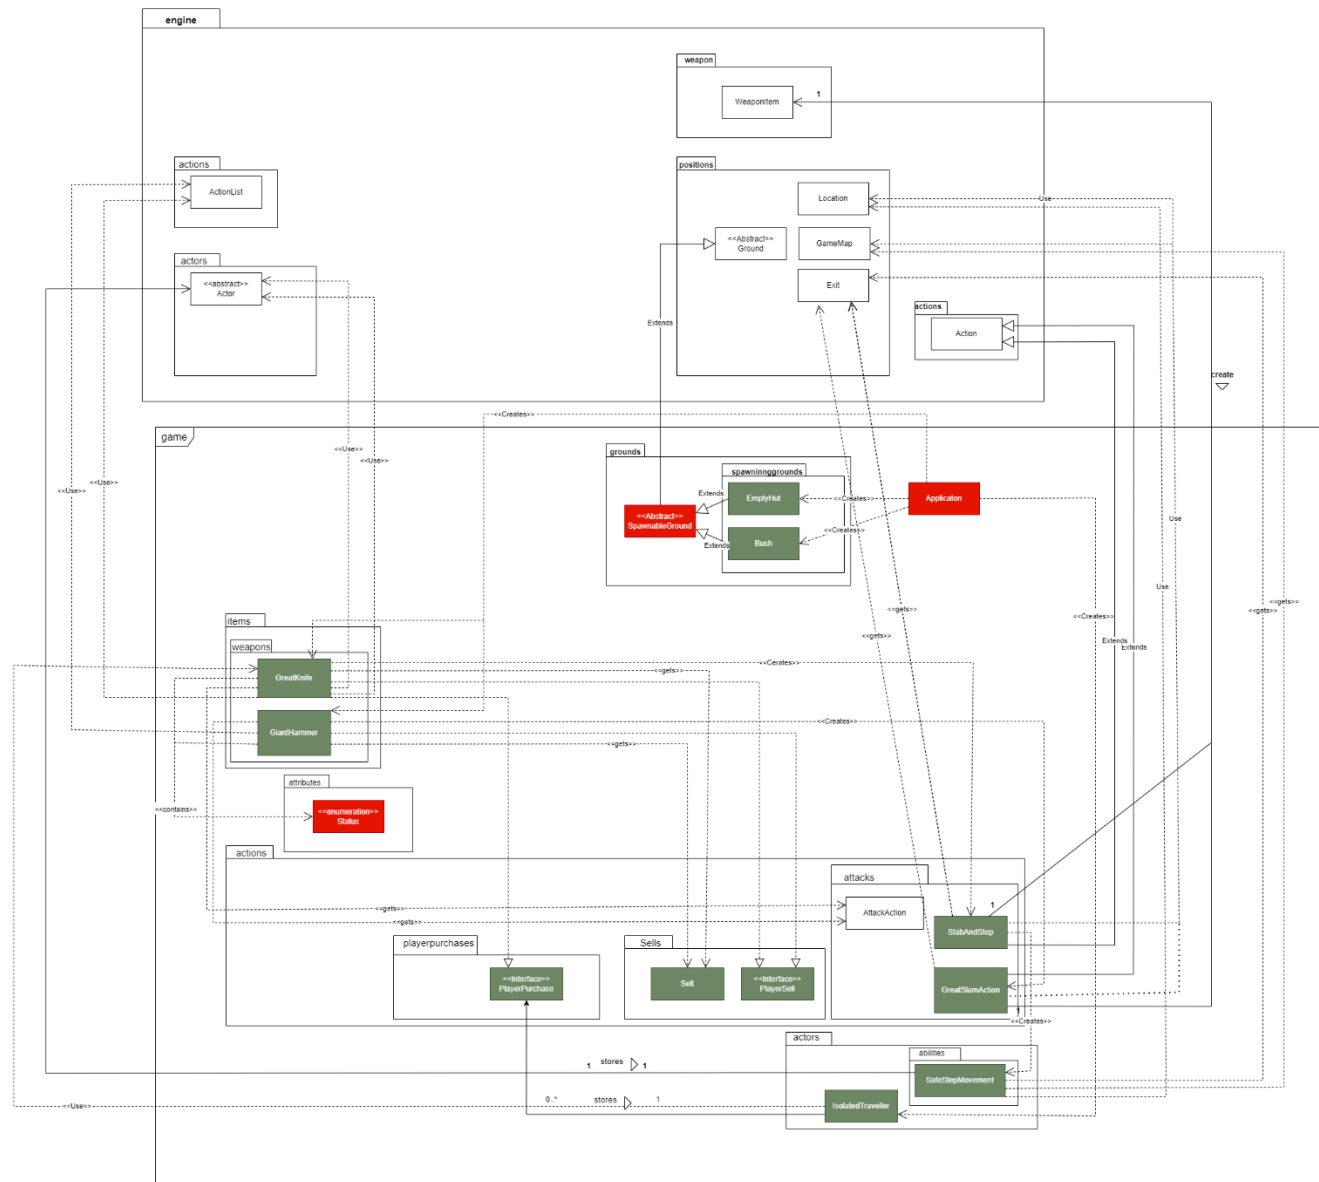 engine
weapon
WeaponItem
1
actions
ActionList
positions
Location
Use
<<Abstract>>
Ground
GameMap
actors
<<abstract>>
Actor
Exit
actions
Action
Extends
create
<<Creates>>
game
<<Use>>
<<Use>>
<<Use>>
<<Use>>
grounds
spawninggrounds
EmptyHut
Extends
<<Creates>>
Applicaton
<<Abstract>>
SpawnableGround
<<Creates>>
Bush
Extends
Use
Use
<<gets>>
<<gets>>
<<gets>>
<<gets>>
<<Creates>>
Extends
Extends
items
weapons
GreatKnife
<<Cerates>>
<<gets>>
GiantHammer
<<Creates>>
<<gets>>
attributes
<<contains>>
<<enumeration>>
Status
actions
attacks
<<gets>>
AttackAction
1
<<gets>>
StabAndStep
playerpurchases
Sells
<<Interface>>
PlayerPurchase
Sell
<<Interface>>
PlayerSell
GreatSlamAction
1
<<Creates>>
actors
abilities
stores
1
1
SafeStepMovement
<<Use>>
0..*
stores
1
IsolatedTraveller